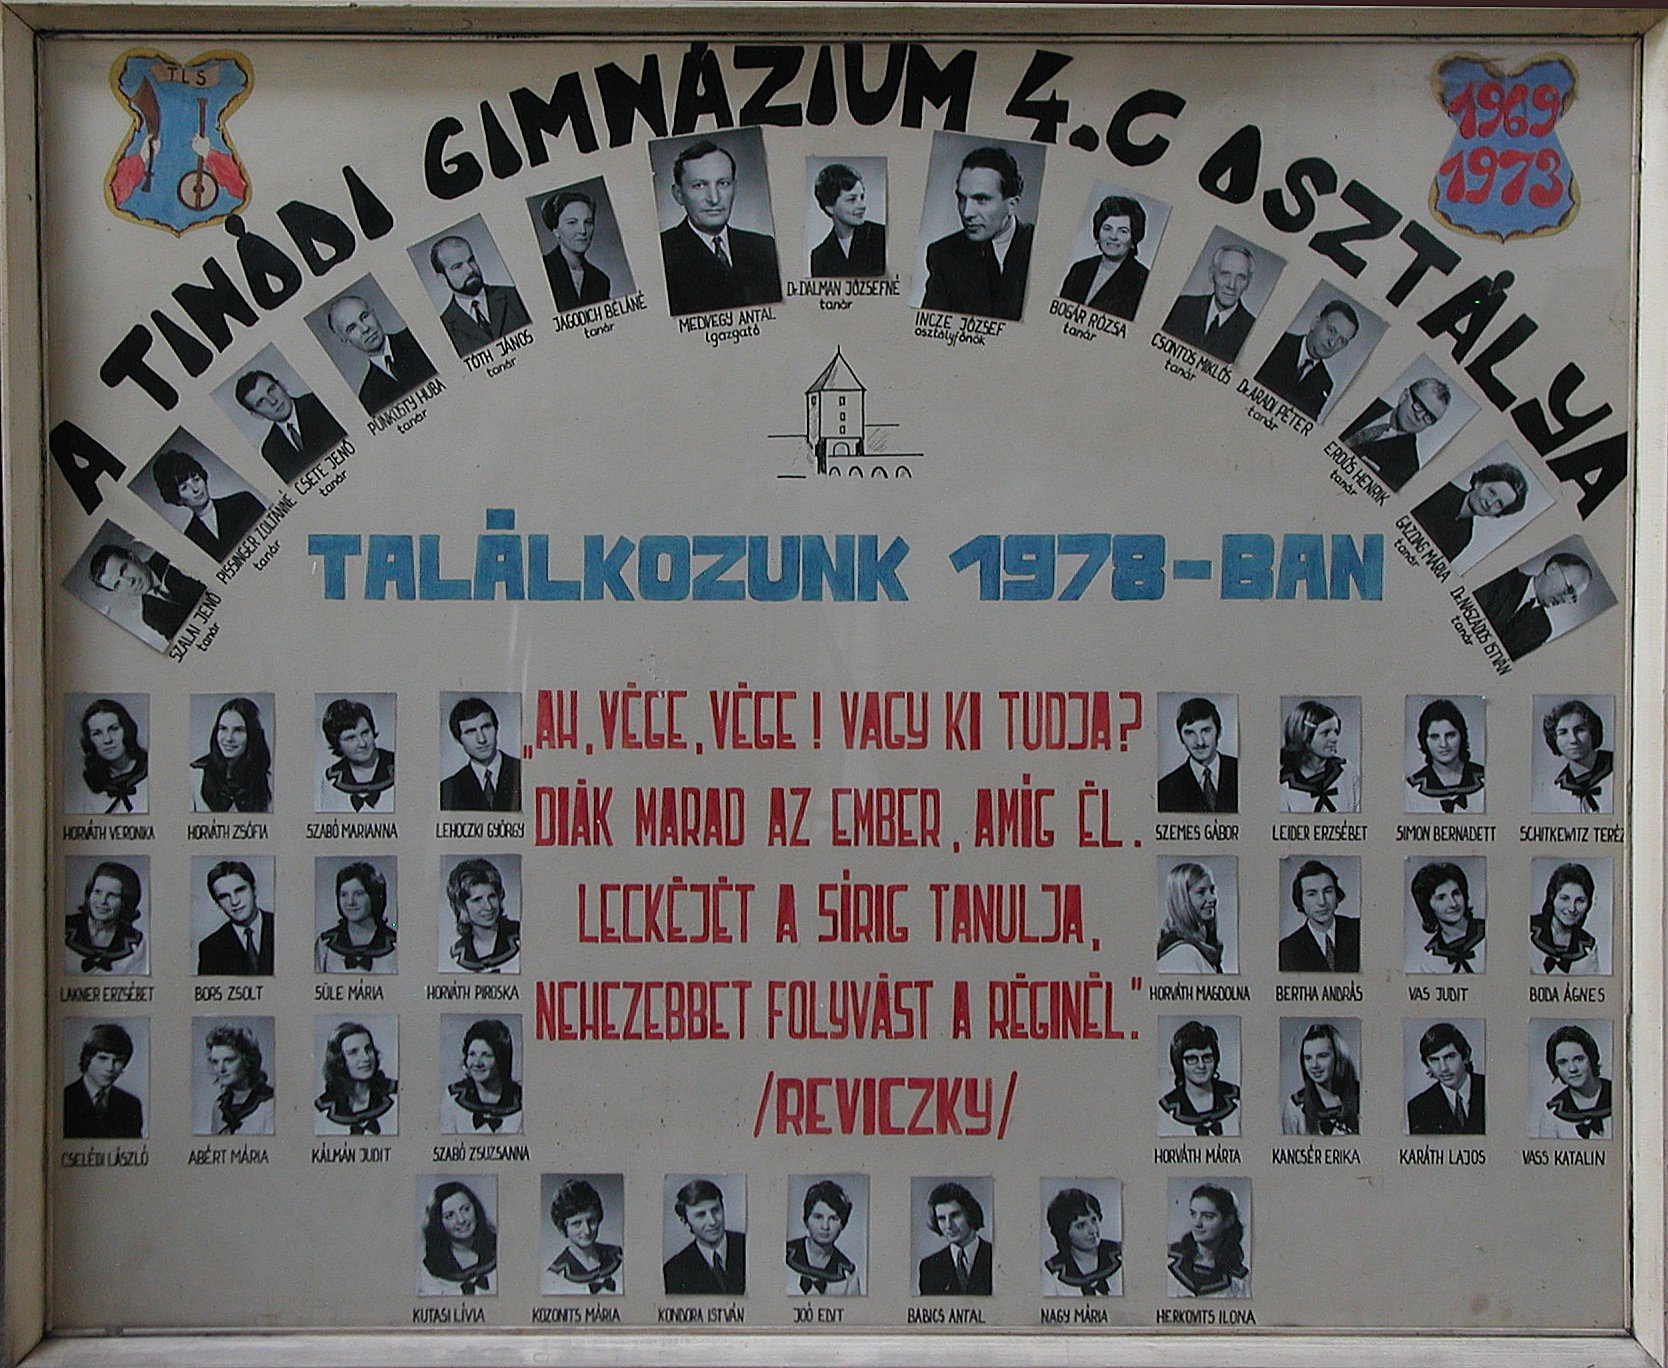 TLS
1969
1973
A TINÓDI GIMNÁZIUM 4.C OSZTÁLYA
SZALAI JENŐ
tanár
PISSINGER ZOLTÁNNÉ
tanár
CSETE JENŐ
tanár
PÜNKÖSTY HUBA
tanár
TÓTH JÁNOS
tanár
JAGODICH BÉLÁNÉ
tanár
MEDVEGY ANTAL
igazgató
Dr. DALMAN JÓZSEFNÉ
tanár
INCZE JÓZSEF
osztályfőnök
BOGÁR RÓZSA
tanár
CSONTOS MIKLÓS
tanár
Dr. ARADI PÉTER
tanár
ERDŐS HENRIK
tanár
GAZDAG MÁRIA
tanár
Dr. NASZÁDOS ISTVÁN
tanár
TALÁLKOZUNK 1978-BAN
„AH, VÉGE, VÉGE! VAGY KI TUDJA?
DIÁK MARAD AZ EMBER, AMÍG ÉL.
LECKÉJÉT A SÍRIG TANULJA,
NEHEZEBBET FOLYVÁST A RÉGINÉL."
/REVICZKY/
HORVÁTH VERONIKA
HORVÁTH ZSÓFIA
SZABÓ MARIANNA
LEHOCZKI GYÖRGY
SZEMES GÁBOR
LEIDER ERZSÉBET
SIMON BERNADETT
SCHITKEWITZ TERÉZ
LAKNER ERZSÉBET
BORS ZSOLT
SÜLE MÁRIA
HORVÁTH PIROSKA
HORVÁTH MAGDOLNA
BERTHA ANDRÁS
VAS JUDIT
BODA ÁGNES
CSELÉDI LÁSZLÓ
ABÉRT MÁRIA
KÁLMÁN JUDIT
SZABÓ ZSUZSANNA
HORVÁTH MÁRTA
KANCSÉR ERIKA
KARÁTH LAJOS
VASS KATALIN
KUTASI LÍVIA
KOZONITS MÁRIA
KONDORA ISTVÁN
JOÓ EDIT
BABICS ANTAL
NAGY MÁRIA
HERKOVITS ILONA